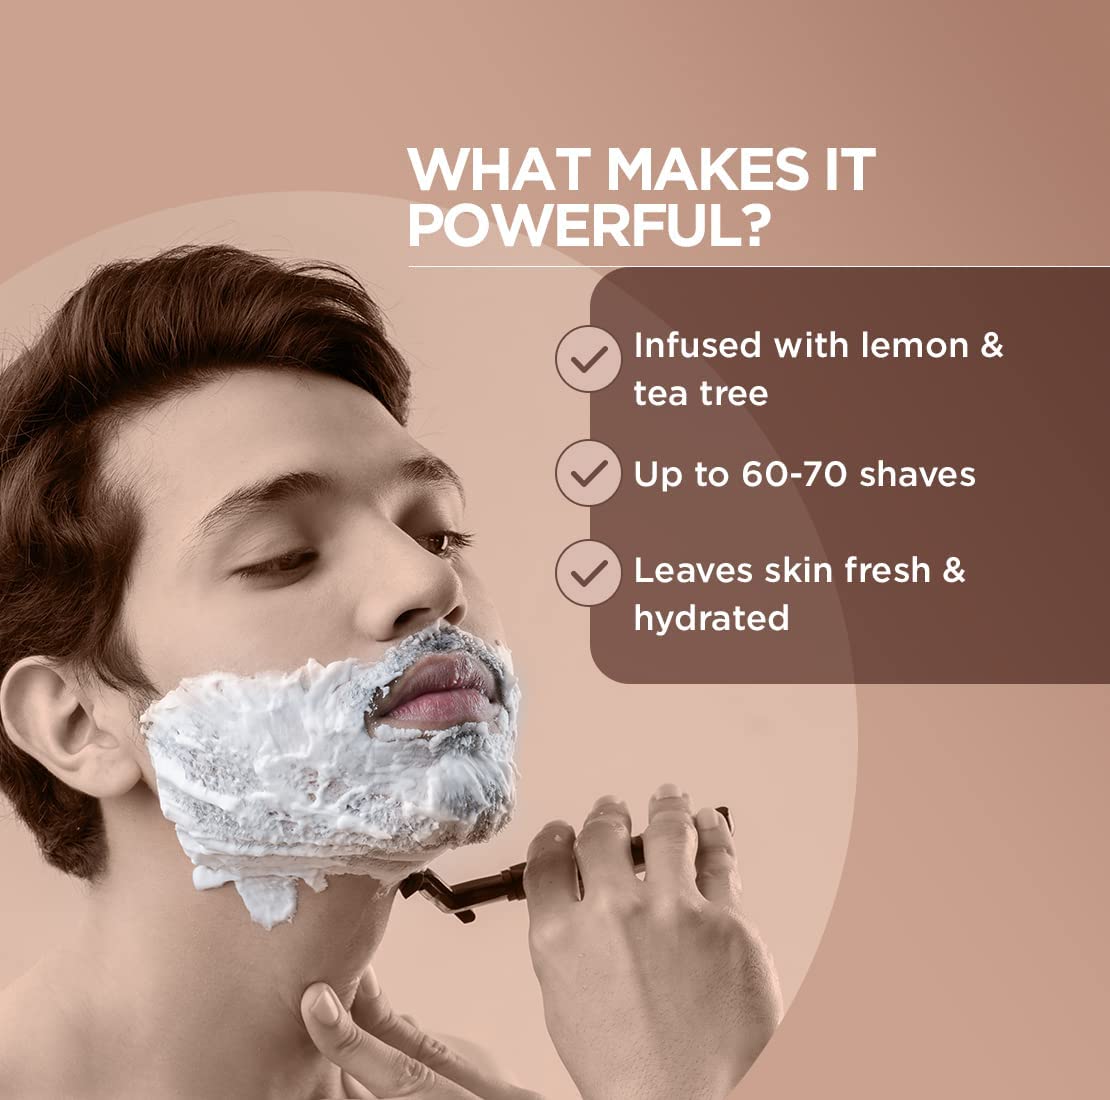 WHAT MAKES IT
POWERFUL?
Infused with lemon &
tea tree
Up to 60-70 shaves
Leaves skin fresh &
hydrated